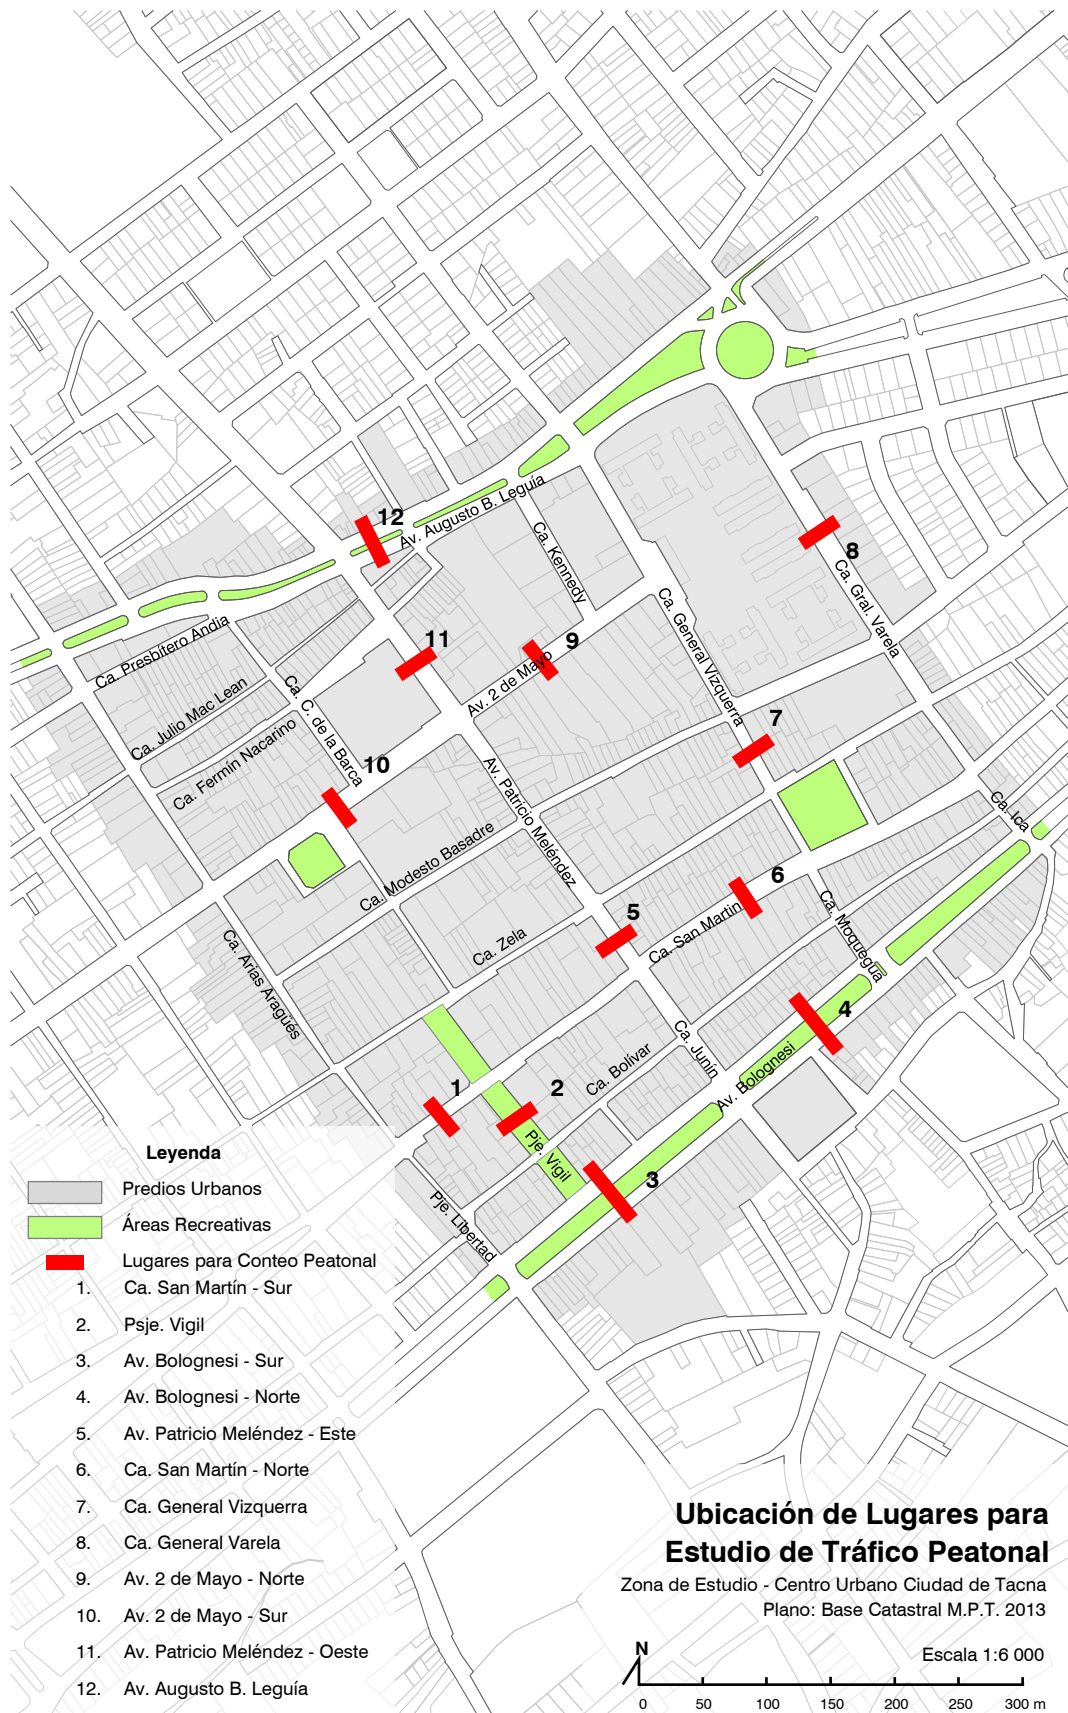 12
Av. Augusto B. Leguía
Ca. Kennedy
8
Ca. Gral. Varela
Ca. General Vizquerra
11
9
Av. 2 de Mayo
Ca. Presbítero Andia
Ca. Julio Mac Lean
Ca. C. de la Barca
Ca. Fermín Nacarino
7
10
Av. Patricio Meléndez
Ca. Modesto Basadre
Ca. Ica
6
Ca. Moquegua
5
Ca. San Martin
Ca. Zela
Ca. Arias Aragüés
4
Ca. Junín
Ca. Bolívar
Av. Bolognesi
1
2
Pje. Vigil
3
Pje. Libertad
Leyenda
Predios Urbanos
Áreas Recreativas
Lugares para Conteo Peatonal
1. Ca. San Martín - Sur
2. Psje. Vigil
3. Av. Bolognesi - Sur
4. Av. Bolognesi - Norte
5. Av. Patricio Meléndez - Este
6. Ca. San Martín - Norte
7. Ca. General Vizquerra
8. Ca. General Varela
9. Av. 2 de Mayo - Norte
10. Av. 2 de Mayo - Sur
11. Av. Patricio Meléndez - Oeste
12. Av. Augusto B. Leguía
Ubicación de Lugares para
Estudio de Tráfico Peatonal
Zona de Estudio - Centro Urbano Ciudad de Tacna
Plano: Base Catastral M.P.T. 2013
N
Escala 1:6 000
0 50 100 150 200 250 300 m